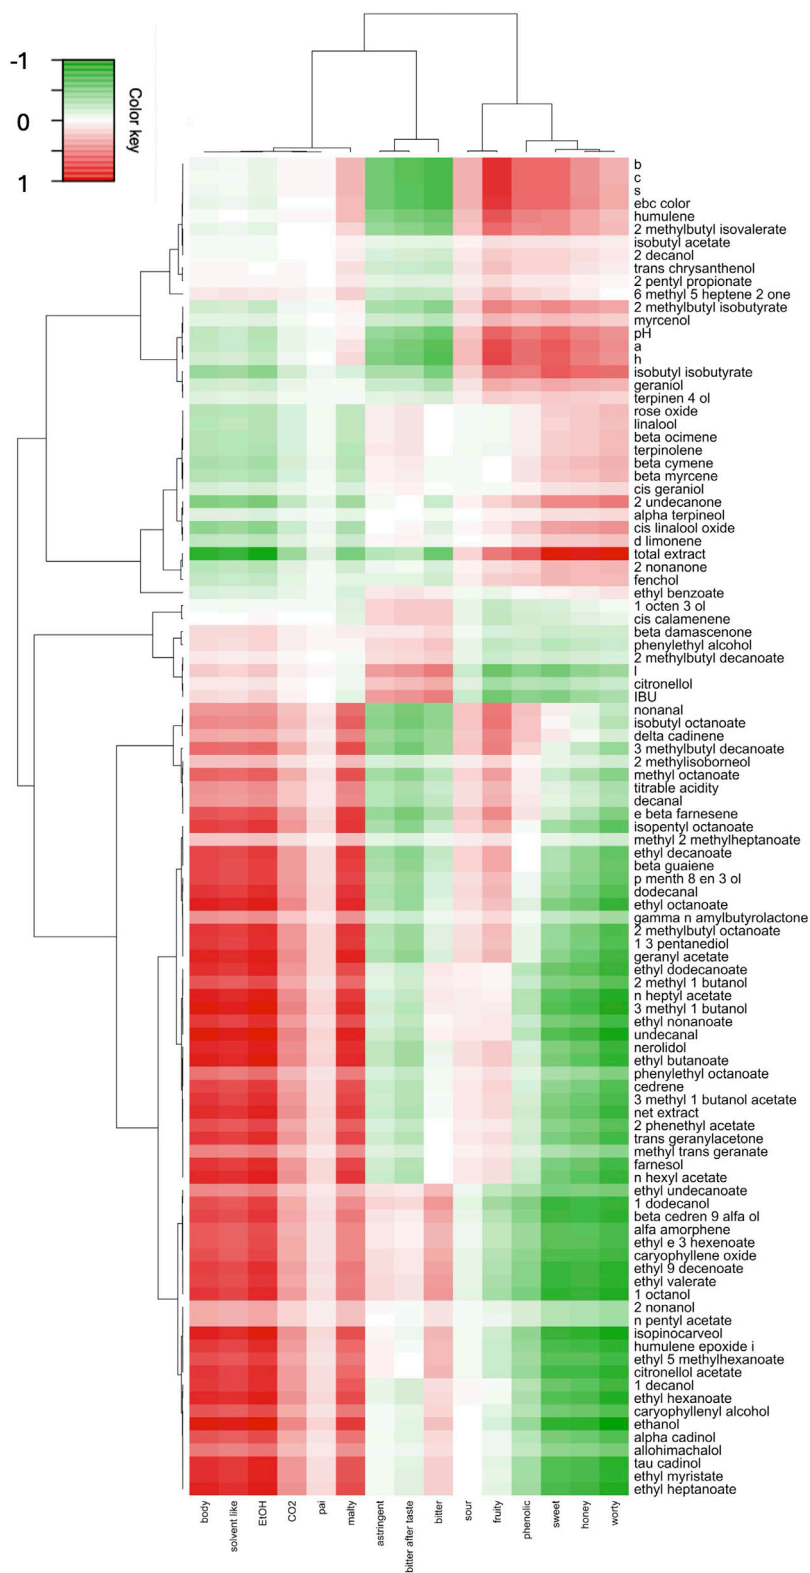 -1
0
1
Color key
b
c
s
ebc color
humulene
2 methylbutyl isovalerate
isobutyl acetate
2 decanol
trans chrysanthenol
2 pentyl propionate
6 methyl 5 heptene 2 one
2 methylbutyl isobutyrate
myrcenol
pH
a
h
isobutyl isobutyrate
geraniol
terpinen 4 ol
rose oxide
linalool
beta ocimene
terpinolene
beta cymene
beta myrcene
cis geraniol
2 undecanone
alpha terpineol
cis linalool oxide
d limonene
total extract
2 nonanone
fenchol
ethyl benzoate
1 octen 3 ol
cis calamenene
beta damascenone
phenylethyl alcohol
2 methylbutyl decanoate
l
citronellol
IBU
nonanal
isobutyl octanoate
delta cadinene
3 methylbutyl decanoate
2 methylisoborneol
methyl octanoate
titrable acidity
decanal
e beta farnesene
isopentyl octanoate
methyl 2 methylheptanoate
ethyl decanoate
beta guaiene
p menth 8 en 3 ol
dodecanal
ethyl octanoate
gamma n amylbutyrolactone
2 methylbutyl octanoate
1 3 pentanediol
geranyl acetate
ethyl dodecanoate
2 methyl 1 butanol
n heptyl acetate
3 methyl 1 butanol
ethyl nonanoate
undecanal
nerolidol
ethyl butanoate
phenylethyl octanoate
cedrene
3 methyl 1 butanol acetate
net extract
2 phenethyl acetate
trans geranylacetone
methyl trans geranate
farnesol
n hexyl acetate
ethyl undecanoate
1 dodecanol
beta cedren 9 alfa ol
alfa amorphene
ethyl e 3 hexenoate
caryophyllene oxide
ethyl 9 decenoate
ethyl valerate
1 octanol
2 nonanol
n pentyl acetate
isopinocarveol
humulene epoxide i
ethyl 5 methylhexanoate
citronellol acetate
1 decanol
ethyl hexanoate
caryophyllenyl alcohol
ethanol
alpha cadinol
allohimachalol
tau cadinol
ethyl myristate
ethyl heptanoate
body
solvent like
EtOH
CO2
pai
malty
astringent
bitter after taste
bitter
sour
fruity
phenolic
sweet
honey
worty